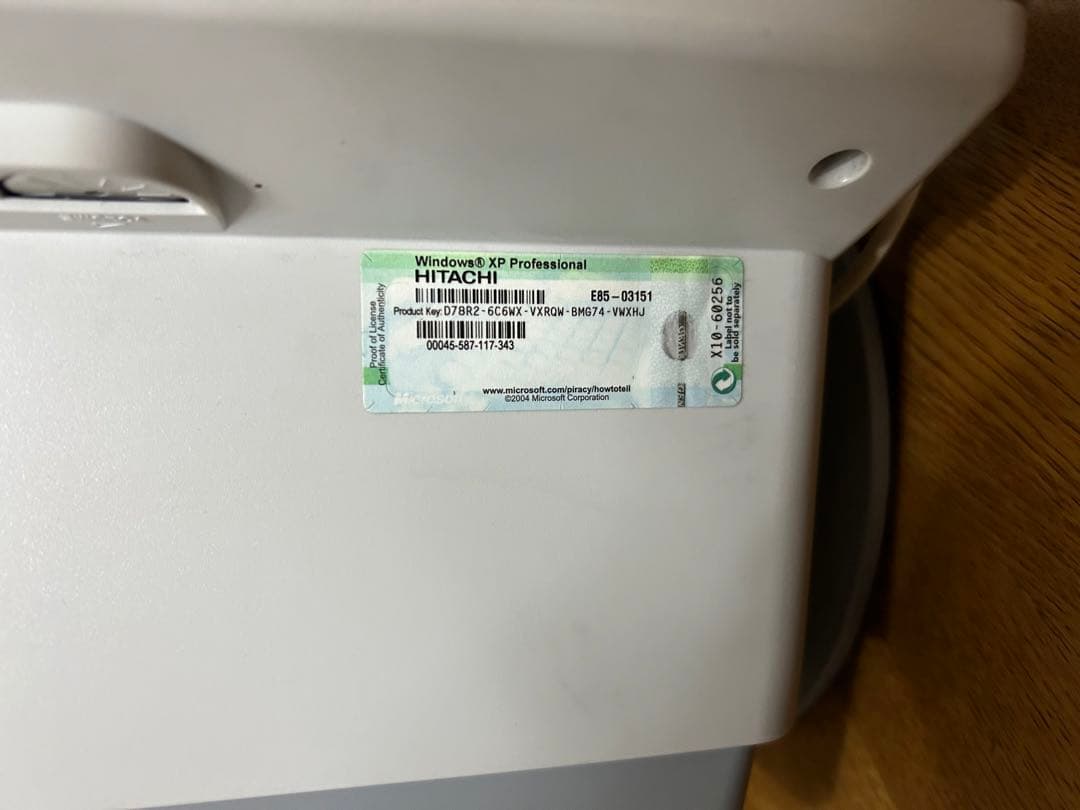 Windows® XP Professional
HITACHI
E85-03151
Product Key: D78R2-6C6WX-VXRQW-BMG74-VWXHJ
00045-587-117-343
www.microsoft.com/piracy/howtotell
©2004 Microsoft Corporation
Microsoft
Proof of License
Certificate of Authenticity
X10-60256
Label not to
be sold separately